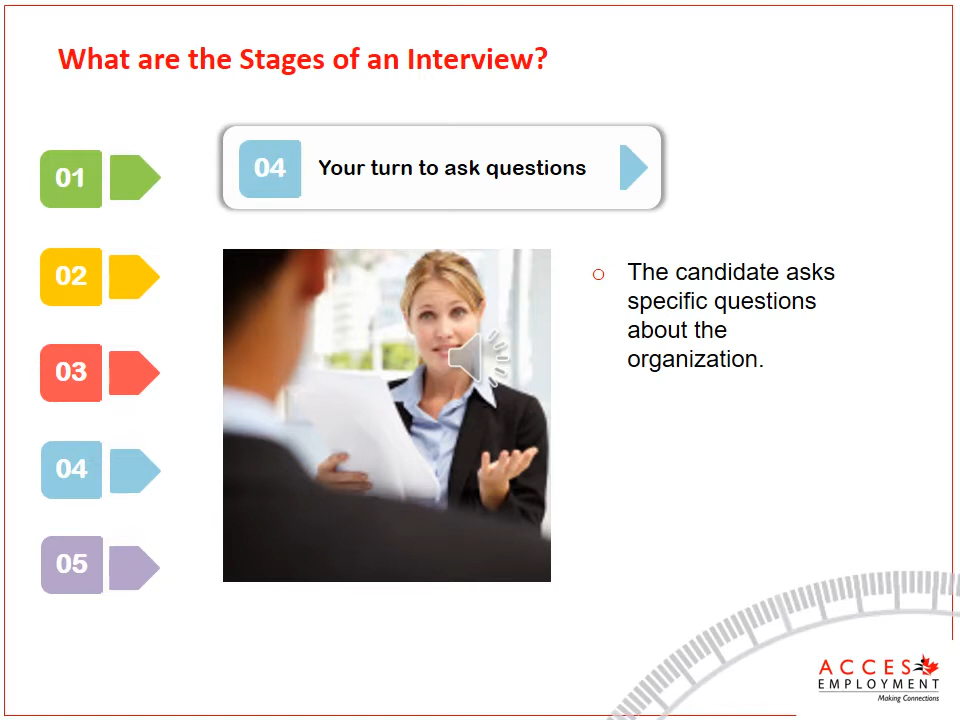 What are the Stages of an Interview?
04 Your turn to ask questions
01
02
03
04
05
The candidate asks
specific questions
about the
organization.
ACCES
EMPLOYMENT
Making Connections